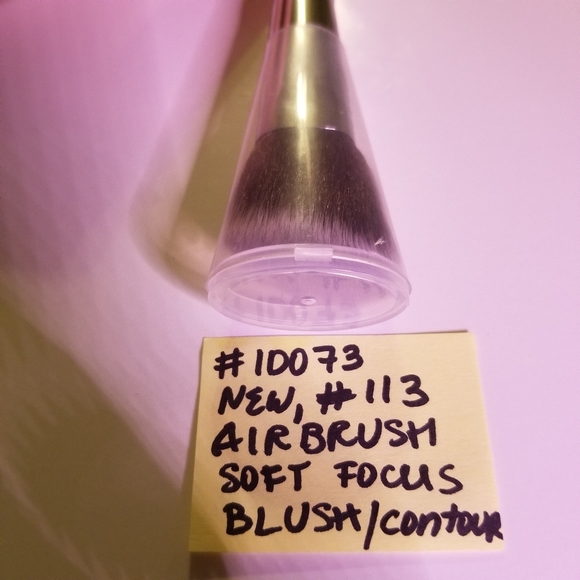 #10073
NEW, #113
AIRBRUSH
SOFT FOCUS
BLUSH/contour